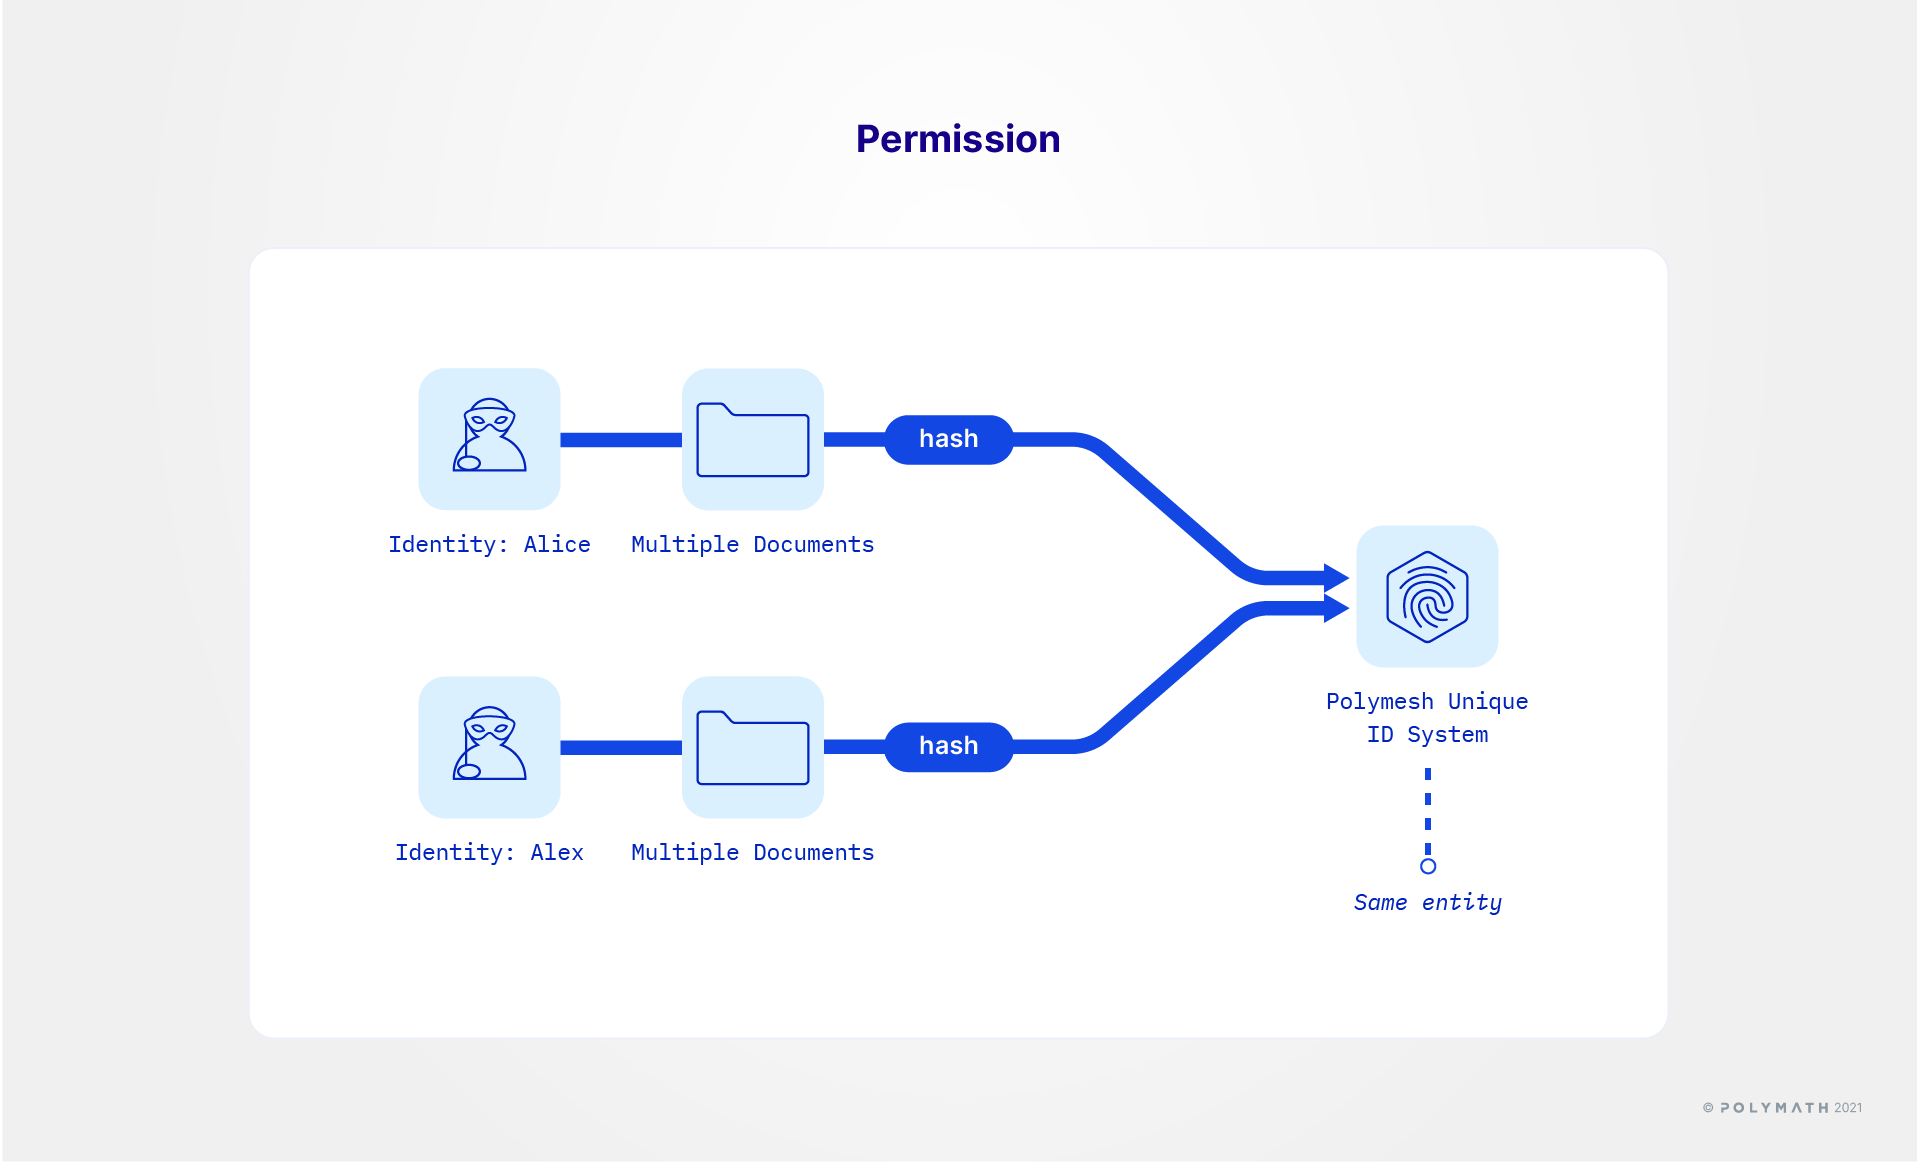 Permission
hash
Identity: Alice
Multiple Documents
Polymesh Unique
ID System
hash
Identity: Alex
Multiple Documents
Same entity
© POLYMATH 2021